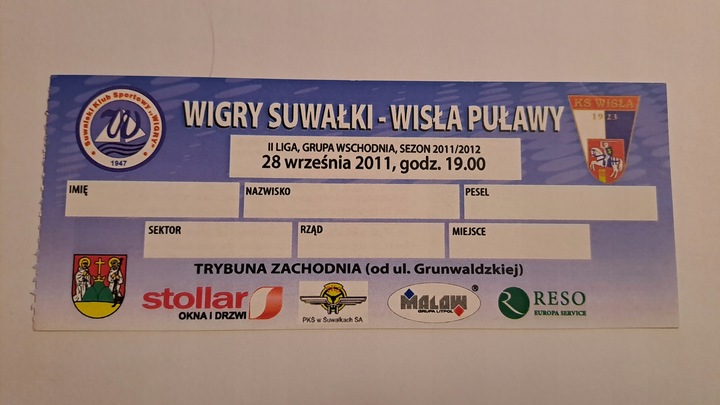 Suwalski Klub Sportowy „WIGRY"
1947
WIGRY SUWAŁKI - WISŁA PUŁAWY
KS WISŁA
1923
II LIGA, GRUPA WSCHODNIA, SEZON 2011/2012
28 września 2011, godz. 19.00
IMIĘ
NAZWISKO
PESEL
SEKTOR
RZĄD
MIEJSCE
TRYBUNA ZACHODNIA (od ul. Grunwaldzkiej)
stollar
OKNA I DRZWI
PKS w Suwałkach SA
MALOW
GRUPA LITPOL
RESO
EUROPA SERVICE